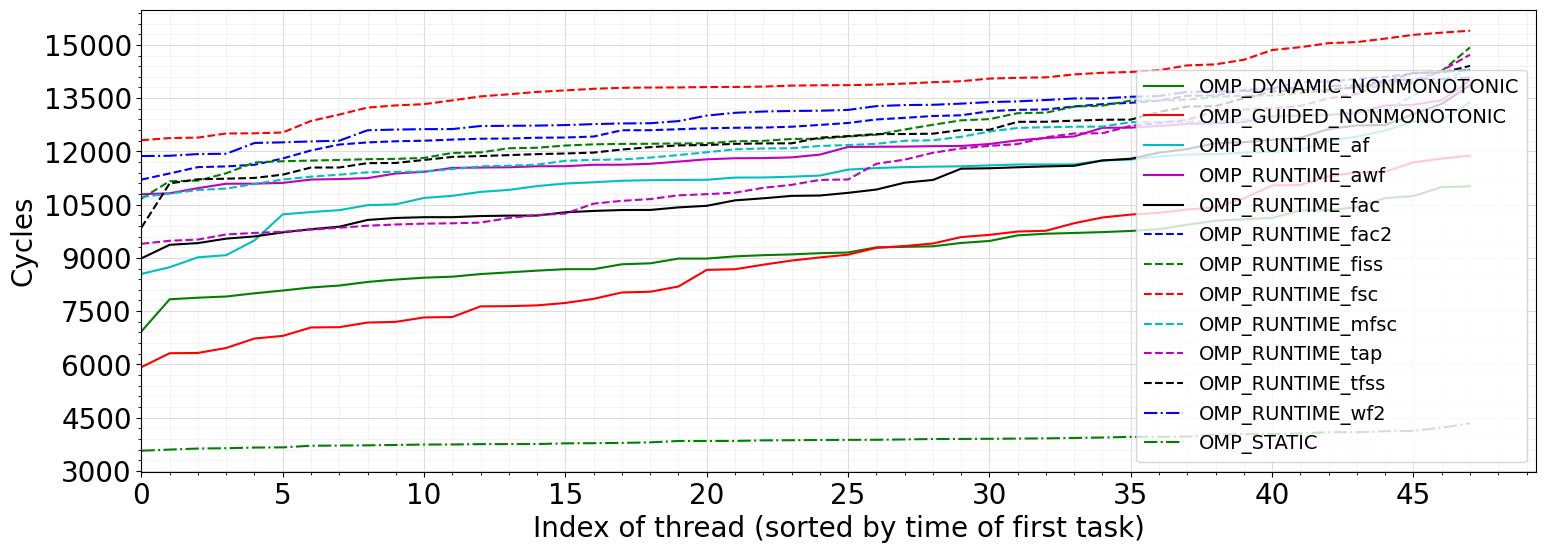 15000
13500
12000
10500
9000
7500
6000
4500
3000
Cycles
OMP_DYNAMIC_NONMONOTONIC
OMP_GUIDED_NONMONOTONIC
OMP_RUNTIME_af
OMP_RUNTIME_awf
OMP_RUNTIME_fac
OMP_RUNTIME_fac2
OMP_RUNTIME_fiss
OMP_RUNTIME_fsc
OMP_RUNTIME_mfsc
OMP_RUNTIME_tap
OMP_RUNTIME_tfss
OMP_RUNTIME_wf2
OMP_STATIC
0 5 10 15 20 25 30 35 40 45
Index of thread (sorted by time of first task)